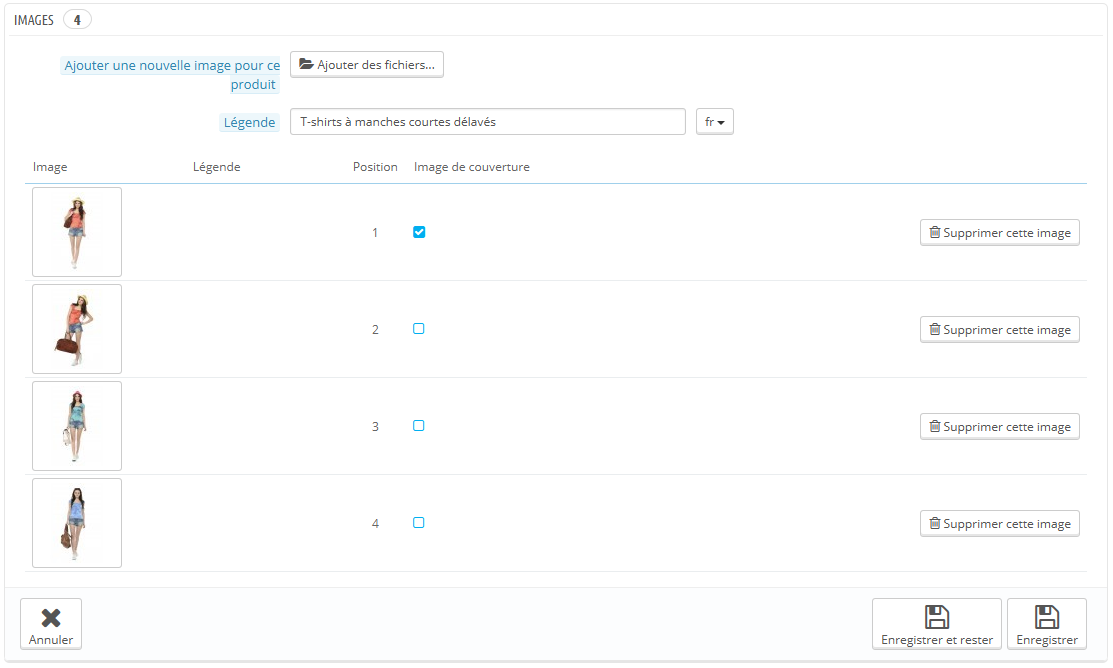 IMAGES 4
Ajouter une nouvelle image pour ce
produit
Ajouter des fichiers...
Légende
T-shirts à manches courtes délavés
fr
Image Légende Position Image de couverture
1 Supprimer cette image
2 Supprimer cette image
3 Supprimer cette image
4 Supprimer cette image
Annuler Enregistrer et rester Enregistrer